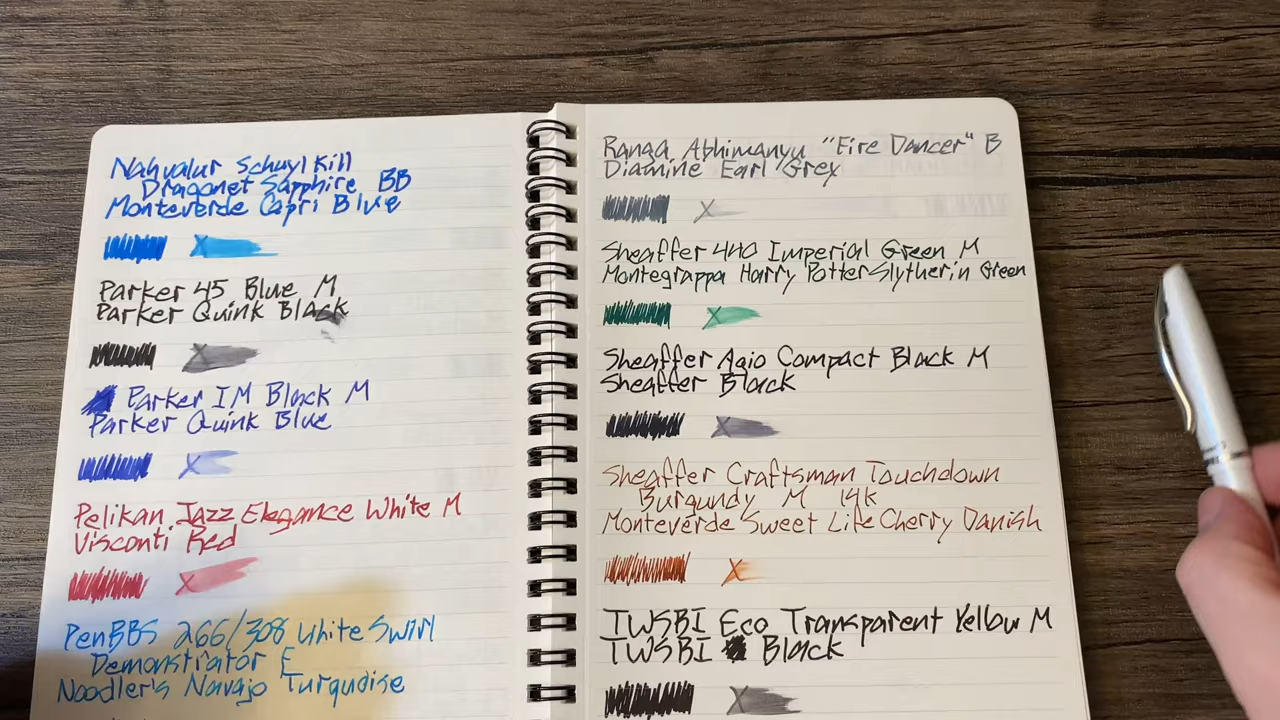 Nahvalur Schuylkill
Dragonet Sapphire BB
Monteverde Capri Blue
X
Parker 45 Blue M
Parker Quink Black
X
Parker IM Black M
Parker Quink Blue
X
Pelikan Jazz Elegance White M
Visconti Red
X
PenBBS 266/308 White Swirl
Demonstrator F
Noodler's Navajo Turquoise
Ranga Abhimanyu "Fire Dancer" B
Diamine Earl Grey
X
Sheaffer 440 Imperial Green M
Montegrappa Harry Potter Slytherin Green
X
Sheaffer Agio Compact Black M
Sheaffer Black
X
Sheaffer Craftsman Touchdown
Burgundy M 14k
Monteverde Sweet Life Cherry Danish
X
TWSBI Eco Transparent Yellow M
TWSBI Black
X